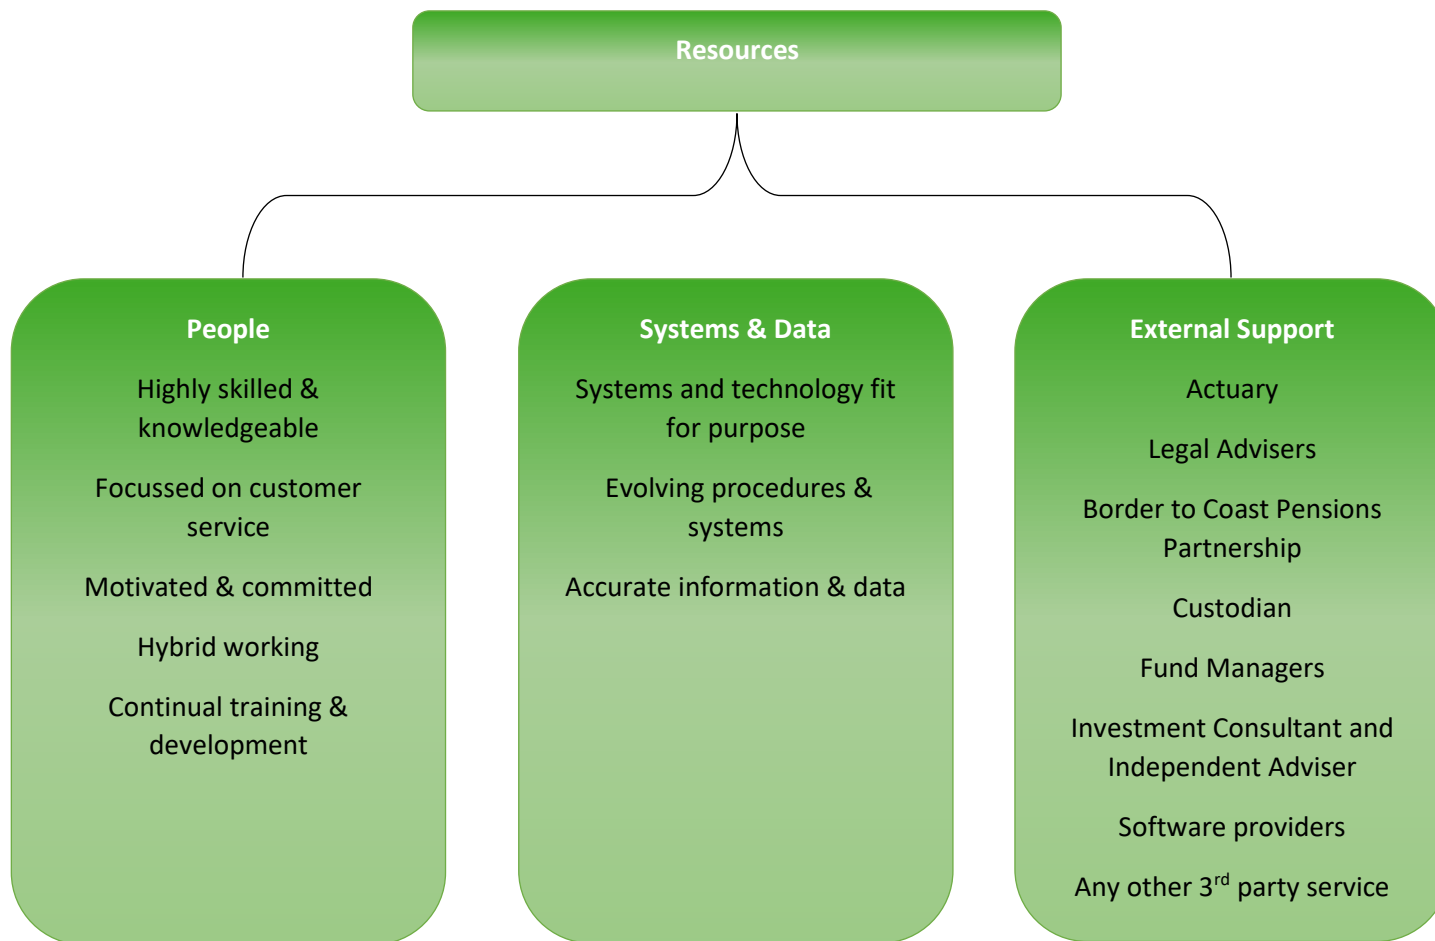 Resources
People
Highly skilled &
knowledgeable
Focussed on customer
service
Motivated & committed
Hybrid working
Continual training &
development
Systems & Data
Systems and technology fit
for purpose
Evolving procedures &
systems
Accurate information & data
External Support
Actuary
Legal Advisers
Border to Coast Pensions
Partnership
Custodian
Fund Managers
Investment Consultant and
Independent Adviser
Software providers
Any other 3rd party service